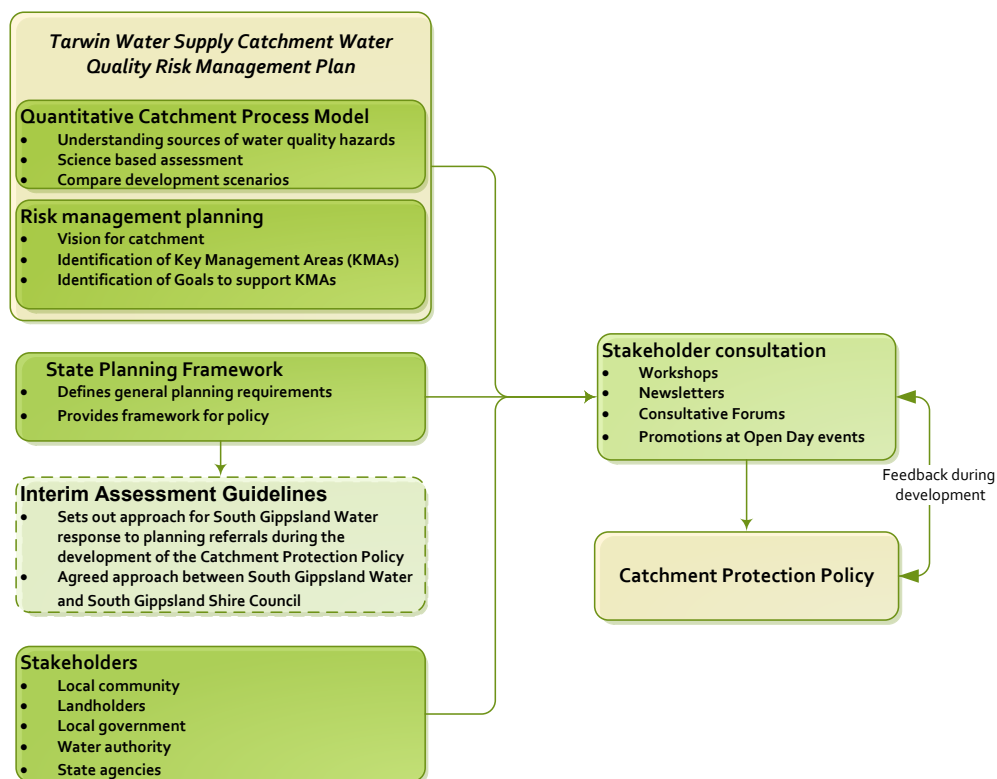 Tarwin Water Supply Catchment Water
Quality Risk Management Plan
Quantitative Catchment Process Model
• Understanding sources of water quality hazards
• Science based assessment
• Compare development scenarios
Risk management planning
• Vision for catchment
• Identification of Key Management Areas (KMAs)
• Identification of Goals to support KMAs
State Planning Framework
• Defines general planning requirements
• Provides framework for policy
Interim Assessment Guidelines
• Sets out approach for South Gippsland Water
response to planning referrals during the
development of the Catchment Protection Policy
• Agreed approach between South Gippsland Water
and South Gippsland Shire Council
Stakeholders
• Local community
• Landholders
• Local government
• Water authority
• State agencies
Stakeholder consultation
• Workshops
• Newsletters
• Consultative Forums
• Promotions at Open Day events
Feedback during
development
Catchment Protection Policy